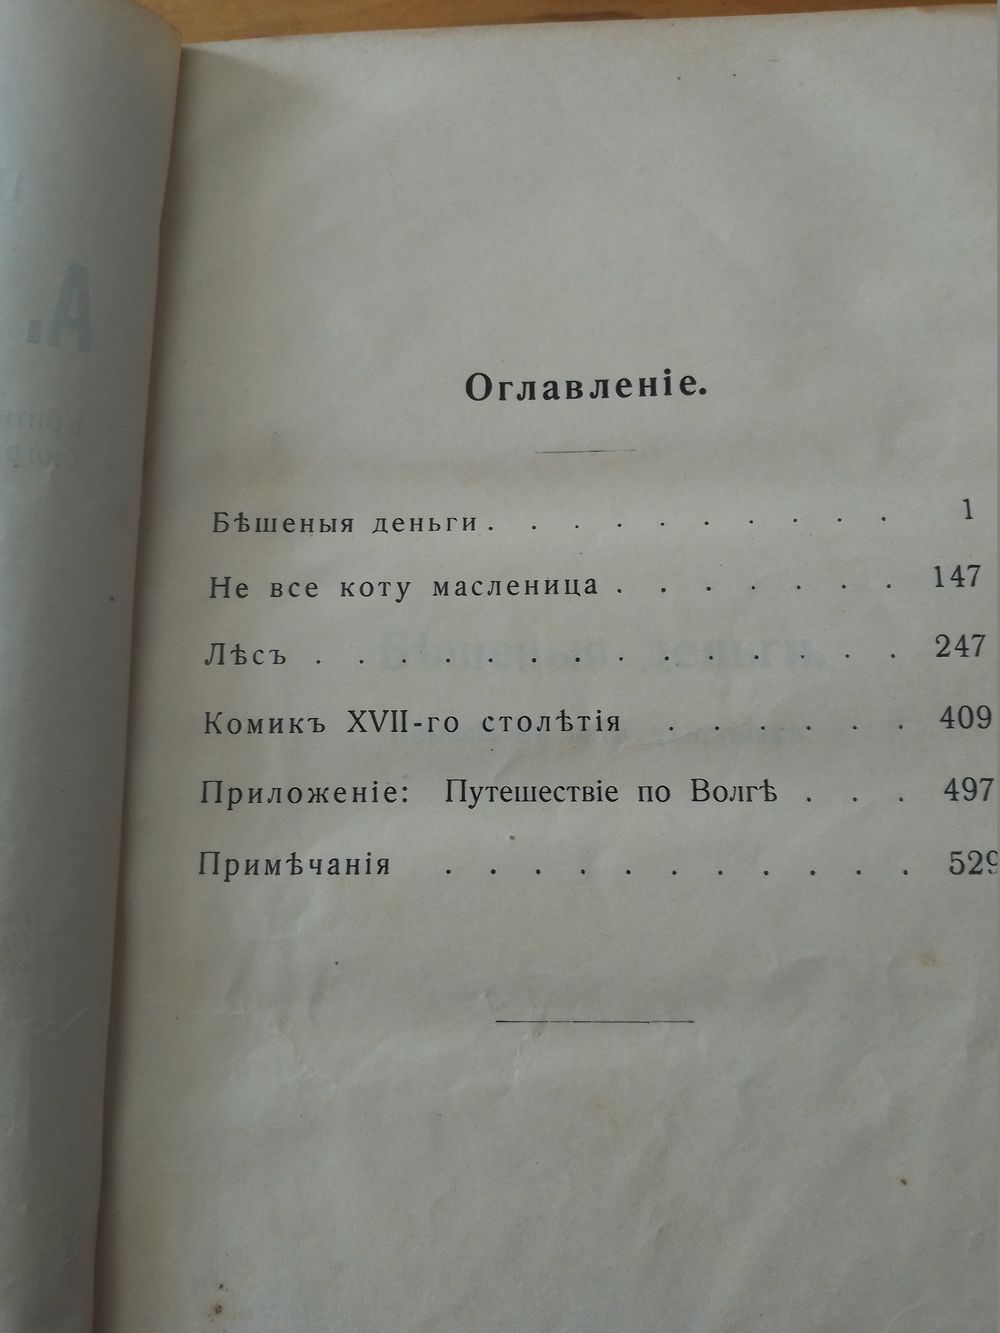 Оглавленіе.
Бѣшеныя деньги . . . . . . . . . 1
Не все коту масленица . . . . . . . 147
Лѣсъ . . . . . . . . . . . . . . 247
Комикъ XVII-го столѣтія . . . . . . 409
Приложеніе: Путешествіе по Волгѣ . . . 497
Примѣчанія . . . . . . . . . . . 529